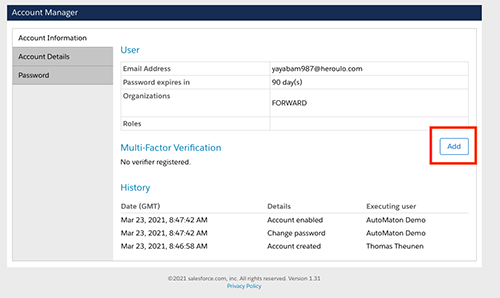 Account Manager
Account Information
Account Details
Password
User
Email Address yayabam987@heroulo.com
Password expires in 90 day(s)
Organizations
FORWARD
Roles
Multi-Factor Verification
Add
No verifier registered.
History
Date (GMT) Details Executing user
Mar 23, 2021, 8:47:42 AM Account enabled AutoMaton Demo
Mar 23, 2021, 8:47:42 AM Change password AutoMaton Demo
Mar 23, 2021, 8:46:58 AM Account created Thomas Theunen
©2021 salesforce.com, inc. All rights reserved. Version 1.31
Privacy Policy